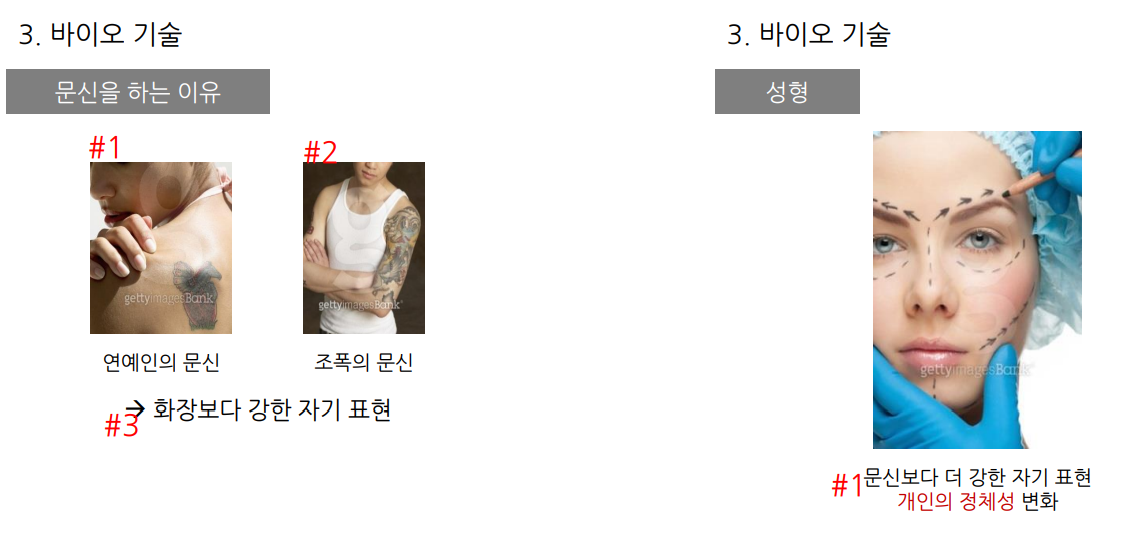 3. 바이오 기술
문신을 하는 이유
#1
#2
gettyimagesBank
gettyimagesBank
연예인의 문신
조폭의 문신
→ 화장보다 강한 자기 표현
#3
3. 바이오 기술
성형
gettyimagesBank
#1
문신보다 더 강한 자기 표현
개인의 정체성 변화